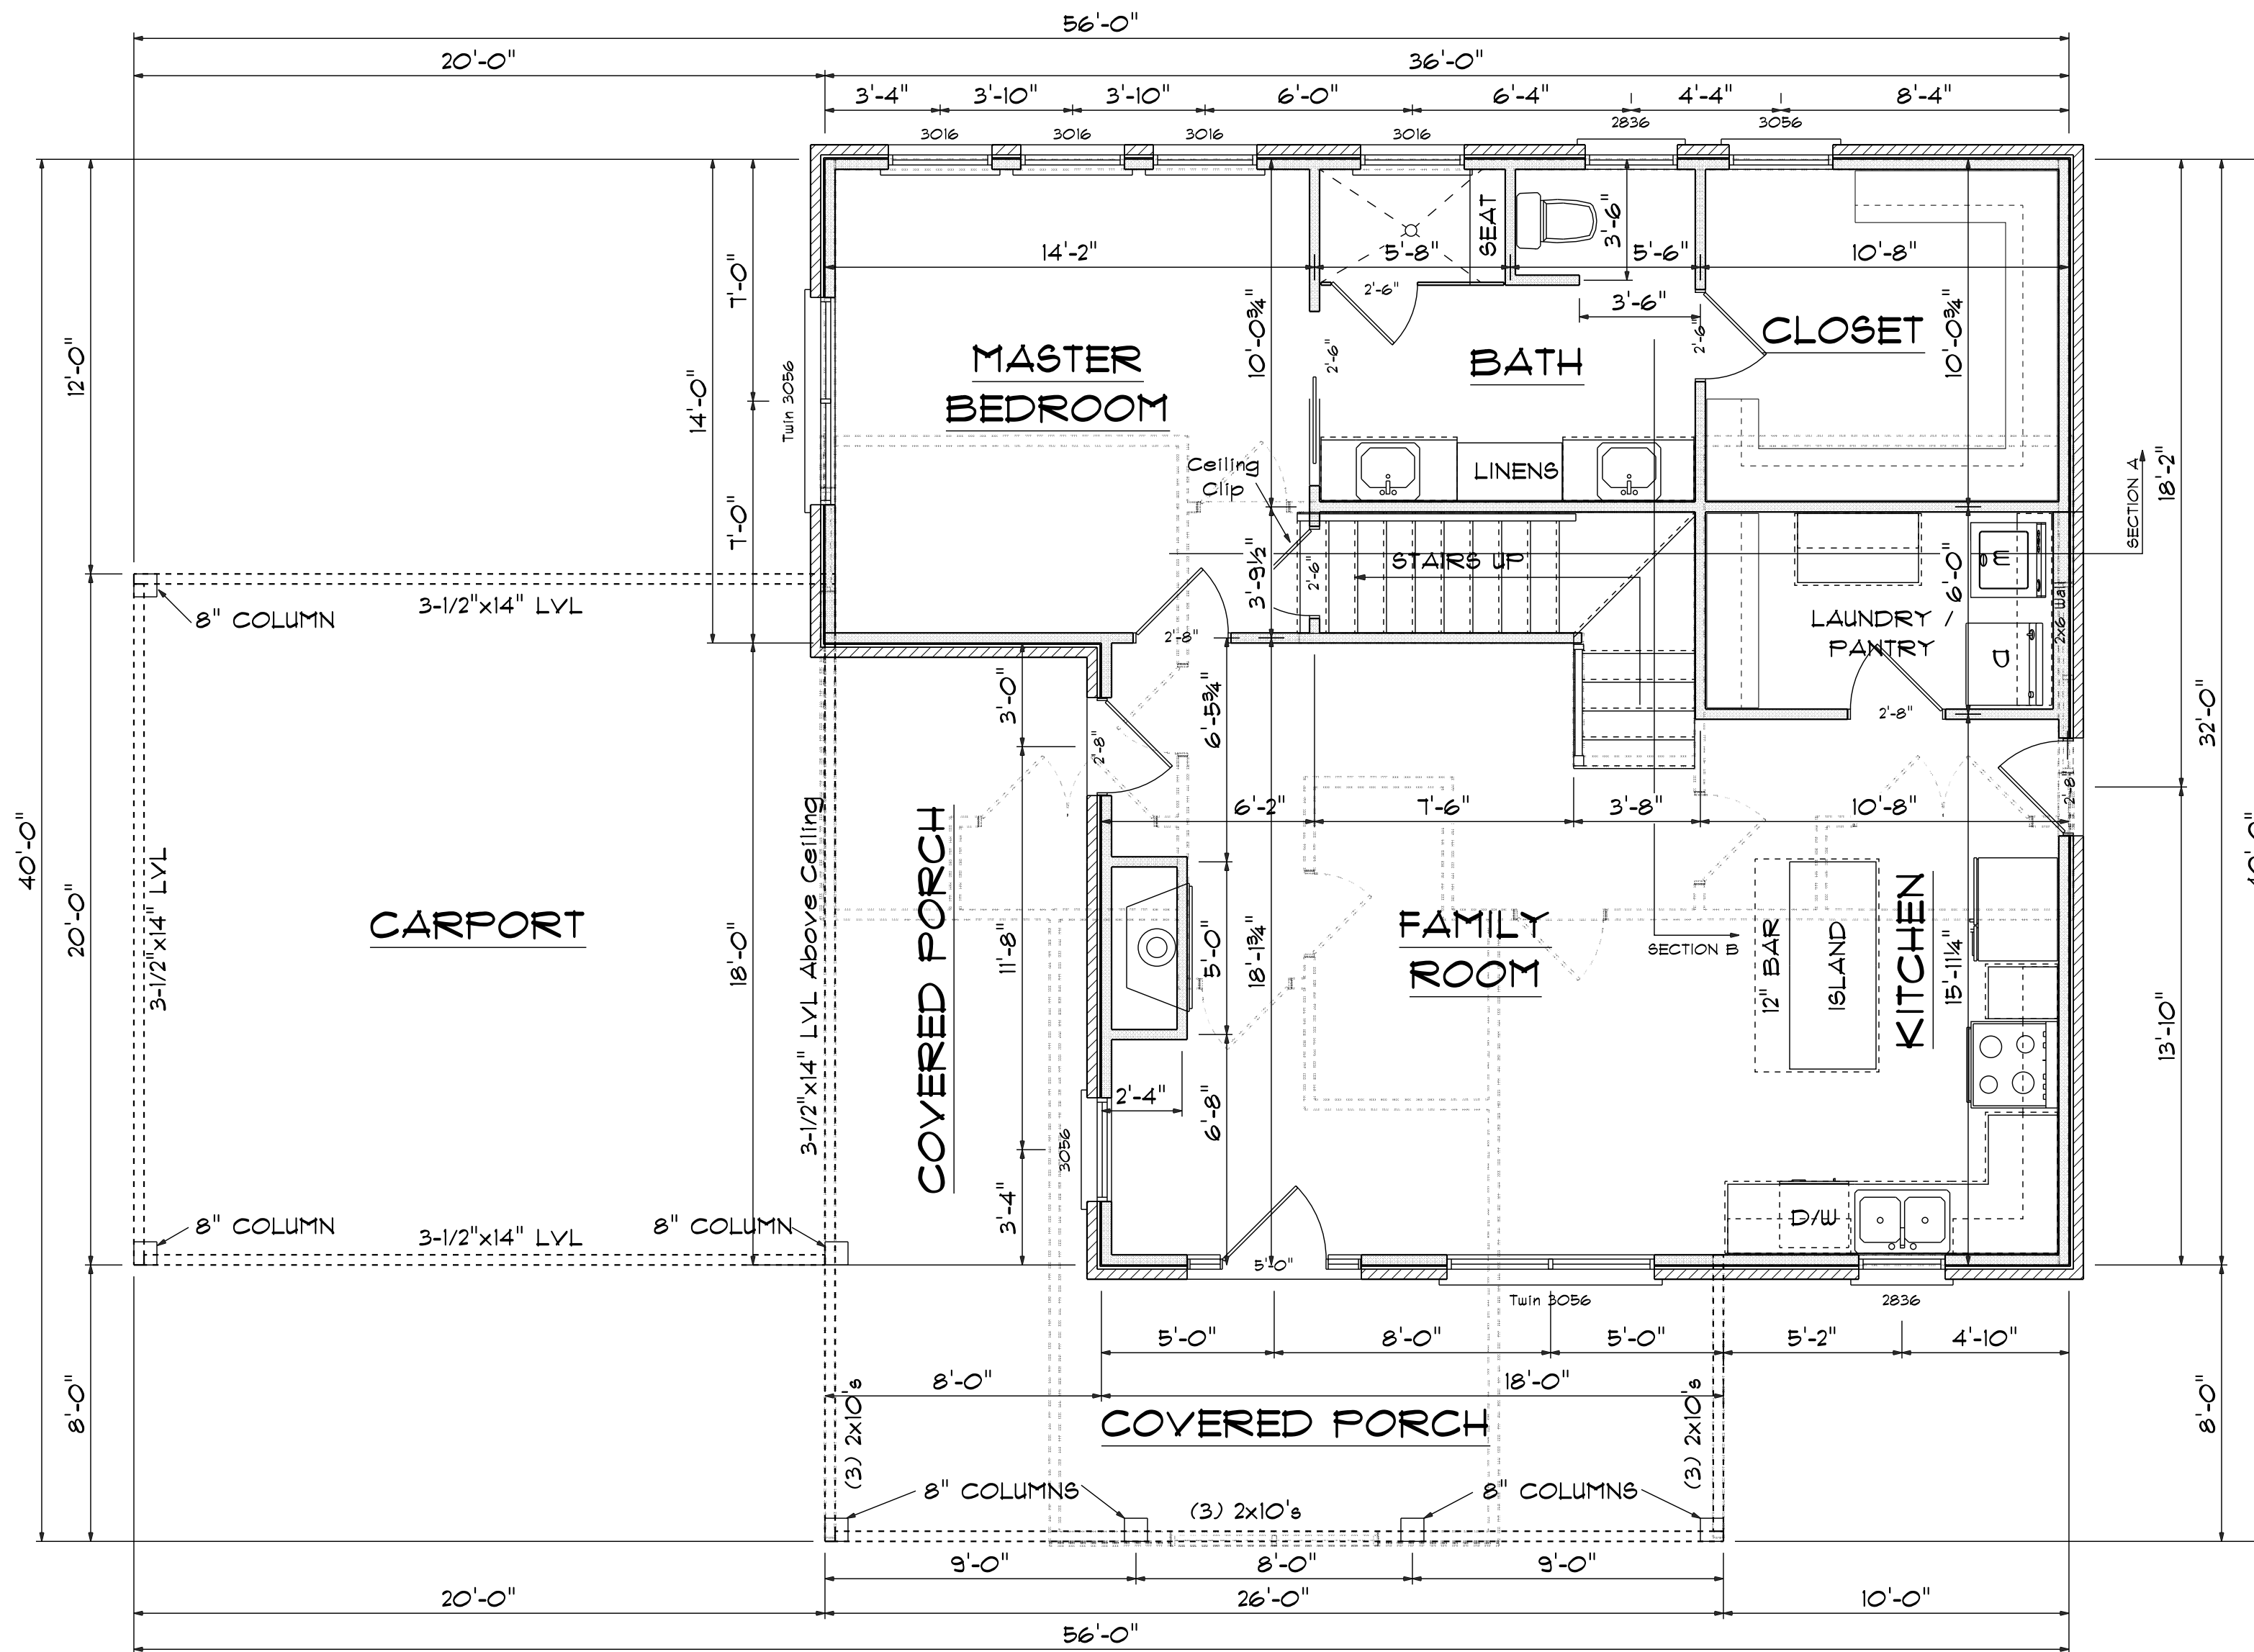 56'-0"
20'-0"
36'-0"
3'-4"
3'-10"
3'-10"
6'-0"
6'-4"
4'-4"
8'-4"
3016
3016
3016
3016
2836
3056
14'-2"
5'-8"
SEAT
3'-6"
5'-6"
10'-8"
2'-6"
3'-6"
2'-6"
2'-6"
10'-0¾"
10'-0¾"
MASTER
BEDROOM
BATH
CLOSET
LINENS
Ceiling
Clip
7'-0"
7'-0"
14'-0"
12'-0"
Twin 3056
STAIRS UP
2'-6"
3'-9½"
LAUNDRY /
PANTRY
6'-0"
W
D
2x6 Wall
SECTION A
18'-2"
32'-0"
40'-0"
13'-10"
8'-0"
8" COLUMN
3-1/2"x14" LVL
2'-8"
2'-8"
2'-8"
2'-8"
3'-0"
6'-5¾"
6'-2"
7'-6"
3'-8"
10'-8"
40'-0"
20'-0"
3-1/2"x14" LVL
CARPORT
18'-0"
3-1/2"x14" LVL Above Ceiling
COVERED PORCH
11'-8"
5'-0"
18'-1¾"
FAMILY
ROOM
SECTION B
12" BAR
ISLAND
KITCHEN
15'-11¼"
2'-4"
6'-8"
3056
3'-4"
D/W
8" COLUMN
3-1/2"x14" LVL
8" COLUMN
5'-0"
Twin 3056
2836
5'-0"
8'-0"
5'-0"
5'-2"
4'-10"
8'-0"
18'-0"
COVERED PORCH
8'-0"
(3) 2x10's
(3) 2x10's
8" COLUMNS
(3) 2x10's
8" COLUMNS
9'-0"
8'-0"
9'-0"
20'-0"
26'-0"
10'-0"
56'-0"